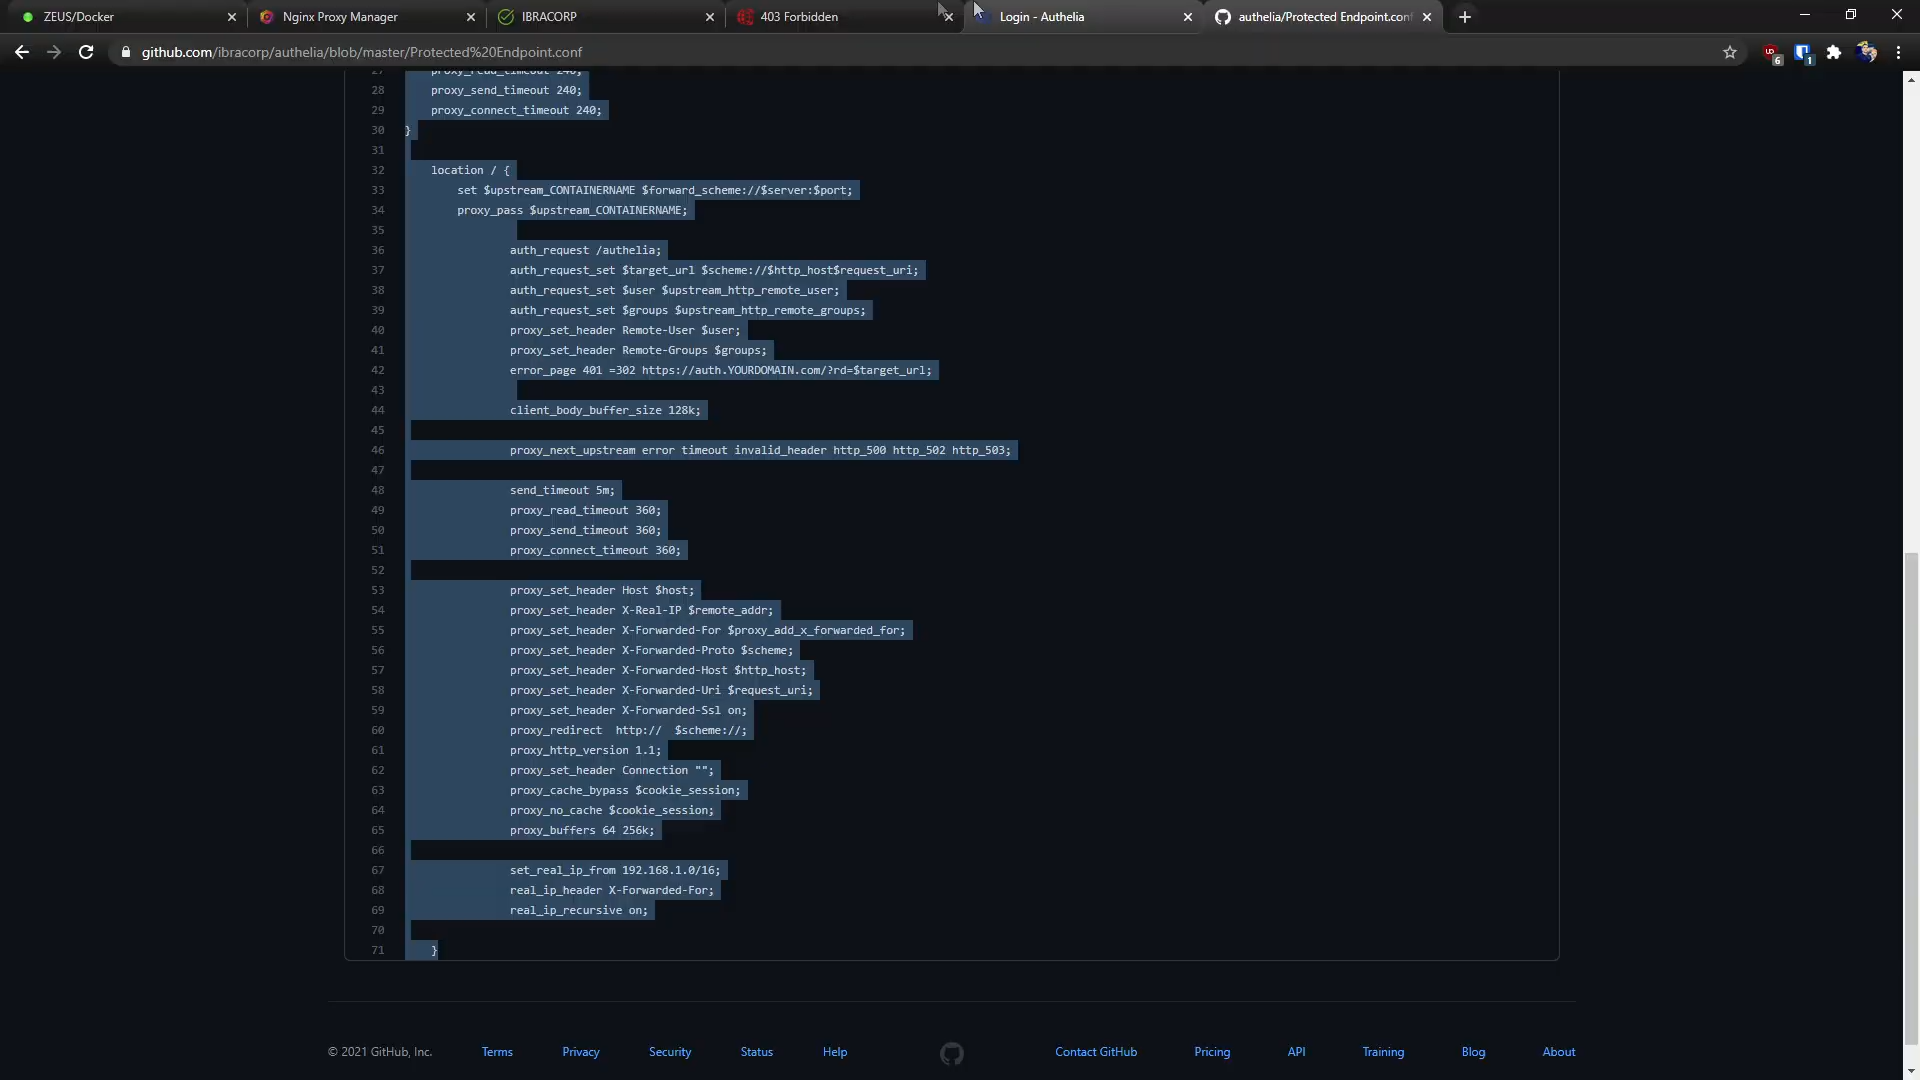 ZEUS/Docker
Nginx Proxy Manager
IBRACORP
403 Forbidden
Login - Authelia
authelia/Protected Endpoint.conf
github.com/ibracorp/authelia/blob/master/Protected%20Endpoint.conf
6
1
27 proxy_read_timeout 240;
28 proxy_send_timeout 240;
29 proxy_connect_timeout 240;
30 }
31
32 location / {
33 set $upstream_CONTAINERNAME $forward_scheme://$server:$port;
34 proxy_pass $upstream_CONTAINERNAME;
35
36 auth_request /authelia;
37 auth_request_set $target_url $scheme://$http_host$request_uri;
38 auth_request_set $user $upstream_http_remote_user;
39 auth_request_set $groups $upstream_http_remote_groups;
40 proxy_set_header Remote-User $user;
41 proxy_set_header Remote-Groups $groups;
42 error_page 401 =302 https://auth.YOURDOMAIN.com/?rd=$target_url;
43
44 client_body_buffer_size 128k;
45
46 proxy_next_upstream error timeout invalid_header http_500 http_502 http_503;
47
48 send_timeout 5m;
49 proxy_read_timeout 360;
50 proxy_send_timeout 360;
51 proxy_connect_timeout 360;
52
53 proxy_set_header Host $host;
54 proxy_set_header X-Real-IP $remote_addr;
55 proxy_set_header X-Forwarded-For $proxy_add_x_forwarded_for;
56 proxy_set_header X-Forwarded-Proto $scheme;
57 proxy_set_header X-Forwarded-Host $http_host;
58 proxy_set_header X-Forwarded-Uri $request_uri;
59 proxy_set_header X-Forwarded-Ssl on;
60 proxy_redirect  http://  $scheme://;
61 proxy_http_version 1.1;
62 proxy_set_header Connection "";
63 proxy_cache_bypass $cookie_session;
64 proxy_no_cache $cookie_session;
65 proxy_buffers 64 256k;
66
67 set_real_ip_from 192.168.1.0/16;
68 real_ip_header X-Forwarded-For;
69 real_ip_recursive on;
70
71 }
© 2021 GitHub, Inc. Terms Privacy Security Status Help Contact GitHub Pricing API Training Blog About